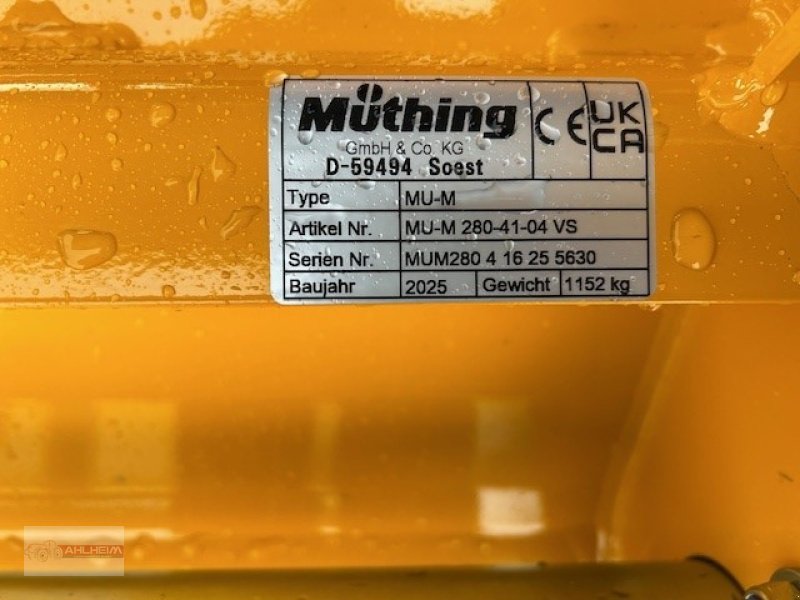 Müthing
GmbH & Co. KG
D-59494 Soest
CE
UK
CA
Type MU-M
Artikel Nr. MU-M 280-41-04 VS
Serien Nr. MUM280 4 16 25 5630
Baujahr 2025 Gewicht 1152 kg
AHLHEIM